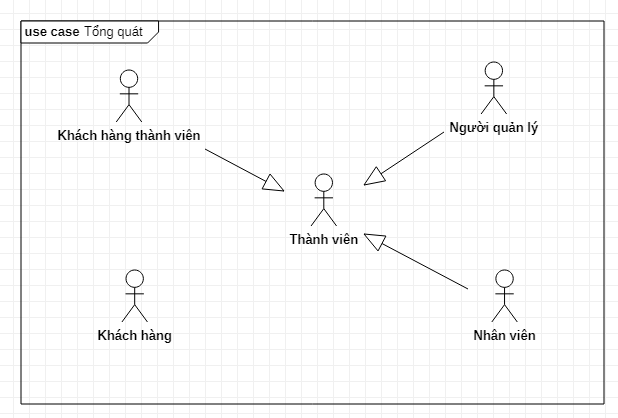 use case Tổng quát
Khách hàng thành viên
Người quản lý
Thành viên
Khách hàng
Nhân viên